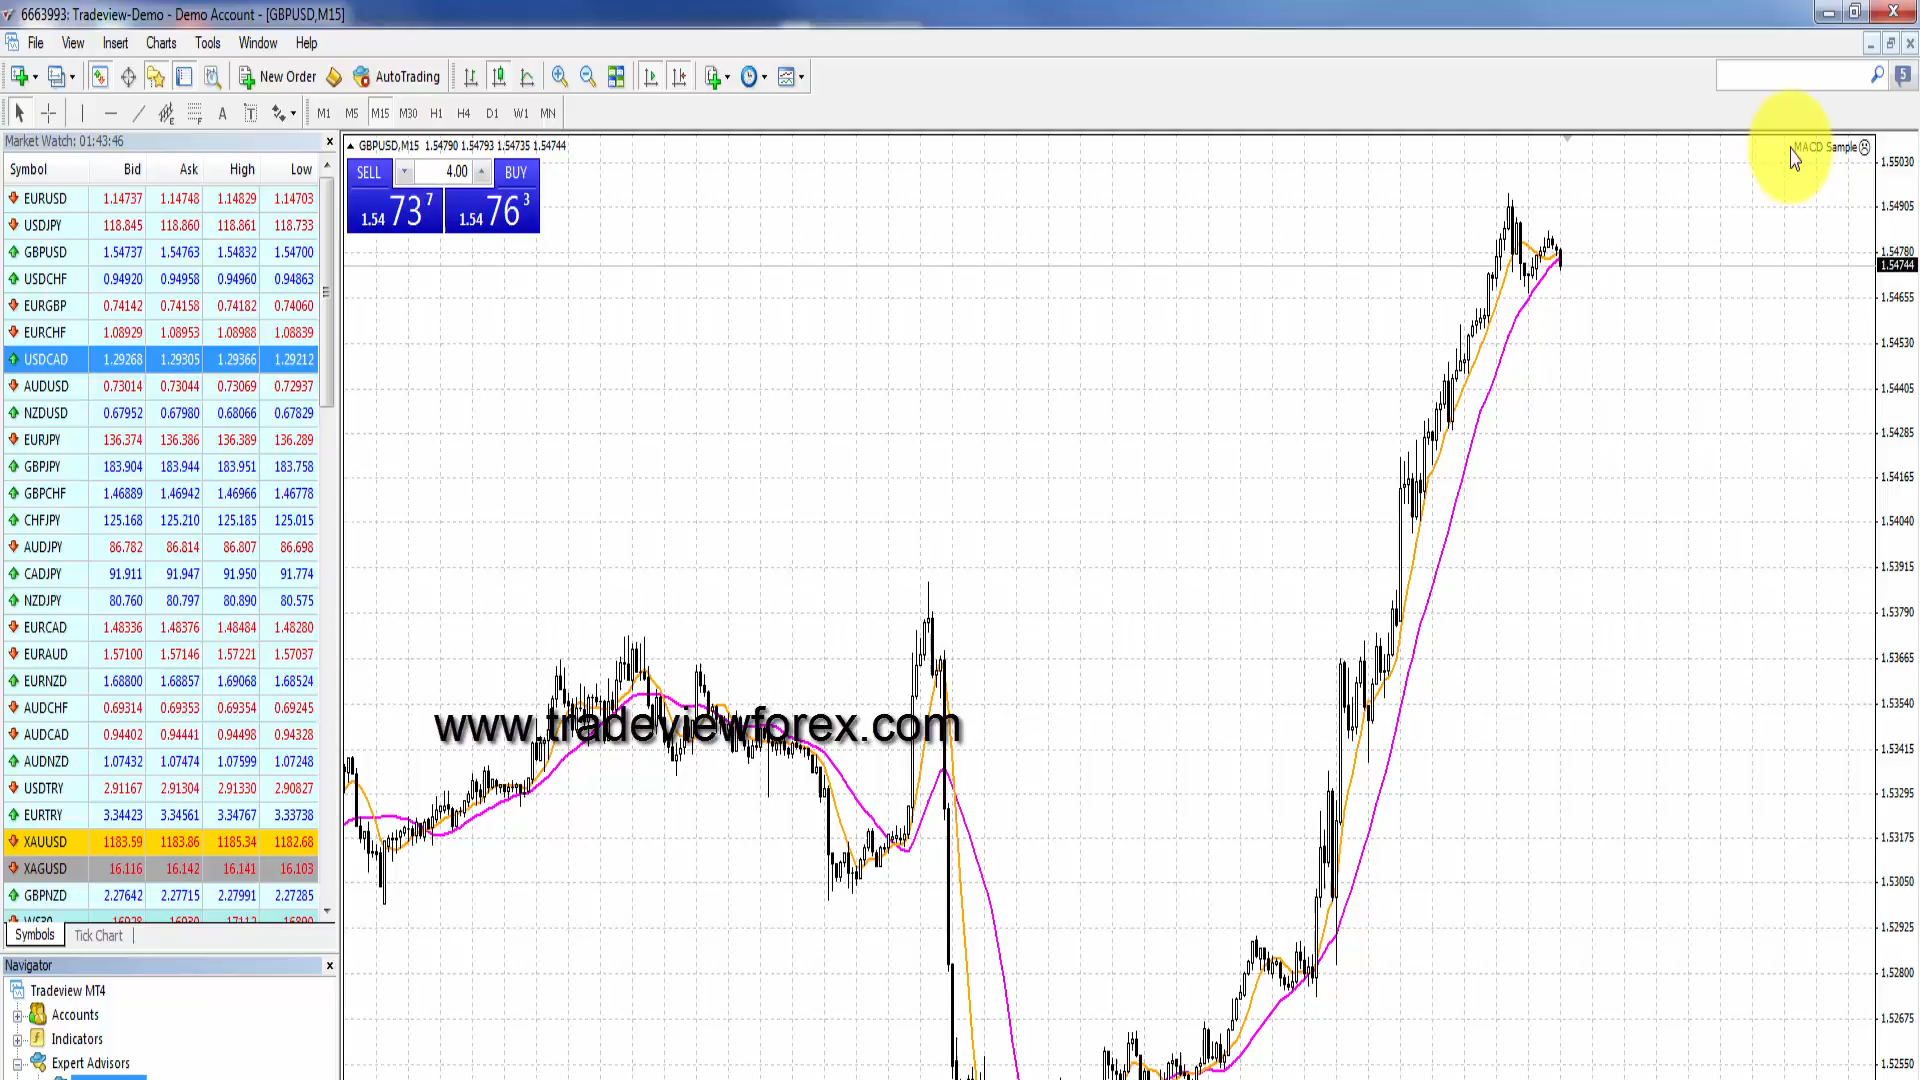 6663993: Tradeview-Demo - Demo Account - [GBPUSD,M15]
File View Insert Charts Tools Window Help
New Order AutoTrading
5
A T M1 M5 M15 M30 H1 H4 D1 W1 MN
Market Watch: 01:43:46
Symbol Bid Ask High Low
EURUSD 1.14737 1.14748 1.14829 1.14703
USDJPY 118.845 118.860 118.861 118.733
GBPUSD 1.54737 1.54763 1.54832 1.54700
USDCHF 0.94920 0.94958 0.94960 0.94863
EURGBP 0.74142 0.74158 0.74182 0.74060
EURCHF 1.08929 1.08953 1.08988 1.08839
USDCAD 1.29268 1.29305 1.29366 1.29212
AUDUSD 0.73014 0.73044 0.73069 0.72937
NZDUSD 0.67952 0.67980 0.68066 0.67829
EURJPY 136.374 136.386 136.389 136.289
GBPJPY 183.904 183.944 183.951 183.758
GBPCHF 1.46889 1.46942 1.46966 1.46778
CHFJPY 125.168 125.210 125.185 125.015
AUDJPY 86.782 86.814 86.807 86.698
CADJPY 91.911 91.947 91.950 91.774
NZDJPY 80.760 80.797 80.890 80.575
EURCAD 1.48336 1.48376 1.48484 1.48280
EURAUD 1.57100 1.57146 1.57221 1.57037
EURNZD 1.68800 1.68857 1.69068 1.68524
AUDCHF 0.69314 0.69353 0.69354 0.69245
AUDCAD 0.94402 0.94441 0.94498 0.94328
AUDNZD 1.07432 1.07474 1.07599 1.07248
USDTRY 2.91167 2.91304 2.91330 2.90827
EURTRY 3.34423 3.34561 3.34767 3.33738
XAUUSD 1183.59 1183.86 1185.34 1182.68
XAGUSD 16.116 16.142 16.141 16.103
GBPNZD 2.27642 2.27715 2.27991 2.27285
Symbols Tick Chart
Navigator
Tradeview MT4
Accounts
Indicators
Expert Advisors
GBPUSD,M15 1.54790 1.54793 1.54735 1.54744
SELL 4.00 BUY
1.54 73 7 1.54 76 3
MACD Sample
www.tradeviewforex.com
1.55030
1.54905
1.54780
1.54744
1.54655
1.54530
1.54405
1.54285
1.54165
1.54040
1.53915
1.53790
1.53665
1.53540
1.53415
1.53295
1.53175
1.53050
1.52925
1.52800
1.52675
1.52550